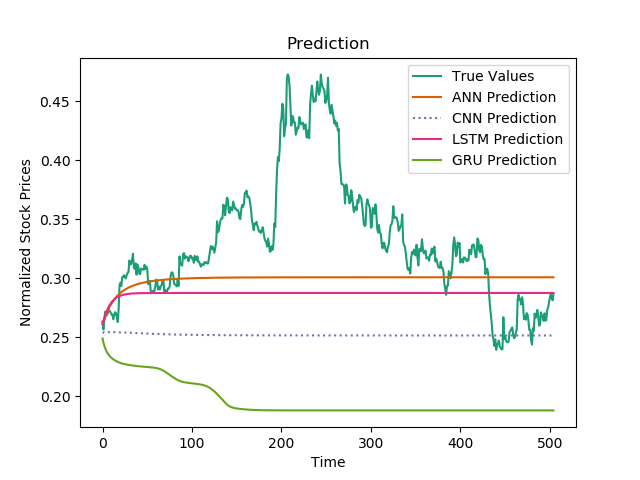 Prediction
True Values
ANN Prediction
CNN Prediction
LSTM Prediction
GRU Prediction
Normalized Stock Prices
0.45
0.40
0.35
0.30
0.25
0.20
0 100 200 300 400 500
Time